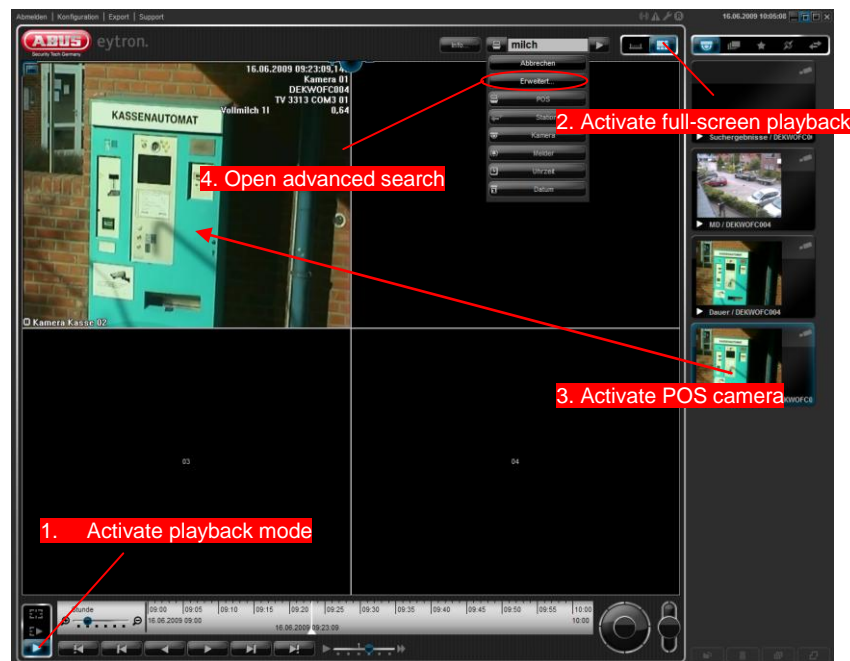 Abmelden | Konfiguration | Export | Support
16.06.2009 10:05:08
ABUS
Security Tech Germany
eytron.
Info...
milch
Abbrechen
Erweitert...
POS
Station
Kamera
Melder
Uhrzeit
Datum
2. Activate full-screen playback
16.06.2009 09:23:09,14
Kamera 01
DEKWOFC004
TV 3313 COM3 01
Vollmilch 1l 0,64
KASSENAUTOMAT
4. Open advanced search
Kamera Kasse 02
Suchergebnisse / DEKWOFC0
MD / DEKWOFC004
Dauer / DEKWOFC004
KWOFC0
3. Activate POS camera
03
04
1. Activate playback mode
Stunde
09:00 09:05 09:10 09:15 09:20 09:25 09:30 09:35 09:40 09:45 09:50 09:55 10:00
16.06.2009 09:00
10:00
16.06.2009 09:23:09